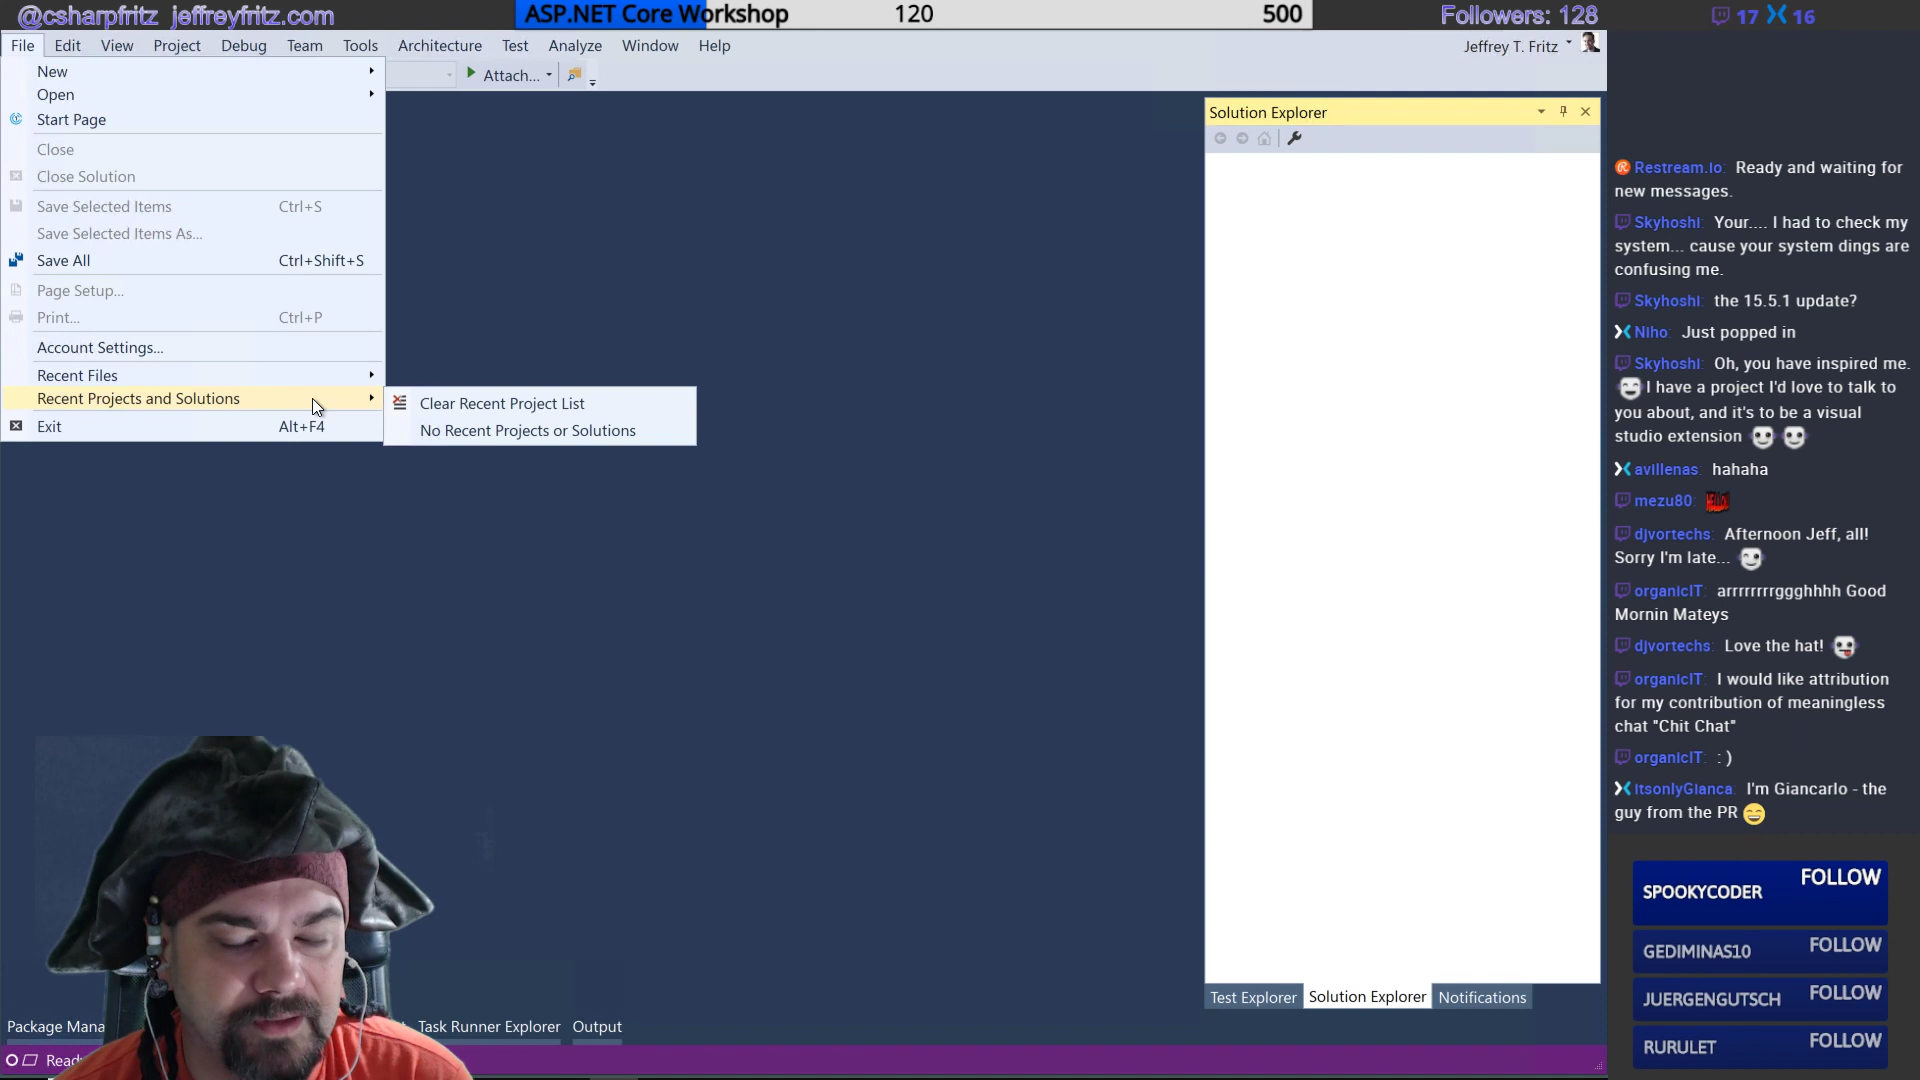 @csharpfritz jeffreyfritz.com
ASP.NET Core Workshop 120 500
Followers: 128
17 16
File Edit View Project Debug Team Tools Architecture Test Analyze Window Help
Jeffrey T. Fritz
Attach...
New
Open
Start Page
Close
Close Solution
Save Selected Items Ctrl+S
Save Selected Items As...
Save All Ctrl+Shift+S
Page Setup...
Print... Ctrl+P
Account Settings...
Recent Files
Recent Projects and Solutions
Exit Alt+F4
Clear Recent Project List
No Recent Projects or Solutions
Solution Explorer
Test Explorer Solution Explorer Notifications
Package Mana
Task Runner Explorer Output
Read
Restream.io: Ready and waiting for
new messages.
Skyhoshi: Your.... I had to check my
system... cause your system dings are
confusing me.
Skyhoshi: the 15.5.1 update?
Niho: Just popped in
Skyhoshi: Oh, you have inspired me.
I have a project I'd love to talk to
you about, and it's to be a visual
studio extension
avillenas: hahaha
mezu80: HELLO
djvortechs: Afternoon Jeff, all!
Sorry I'm late...
organicIT: arrrrrrrrggghhhh Good
Mornin Mateys
djvortechs: Love the hat!
organicIT: I would like attribution
for my contribution of meaningless
chat "Chit Chat"
organicIT: : )
ItsonlyGianca: I'm Giancarlo - the
guy from the PR
SPOOKYCODER FOLLOW
GEDIMINAS10 FOLLOW
JUERGENGUTSCH FOLLOW
RURULET FOLLOW